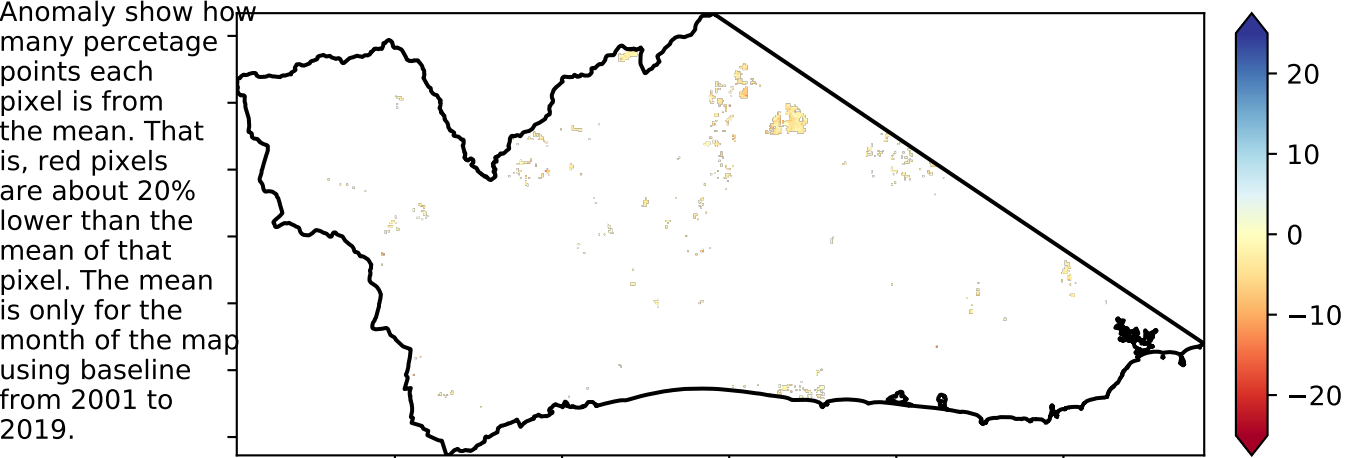 Anomaly show how
many percetage
points each
pixel is from
the mean. That
is, red pixels
are about 20%
lower than the
mean of that
pixel. The mean
is only for the
month of the map
using baseline
from 2001 to
2019.
20
10
0
−10
−20